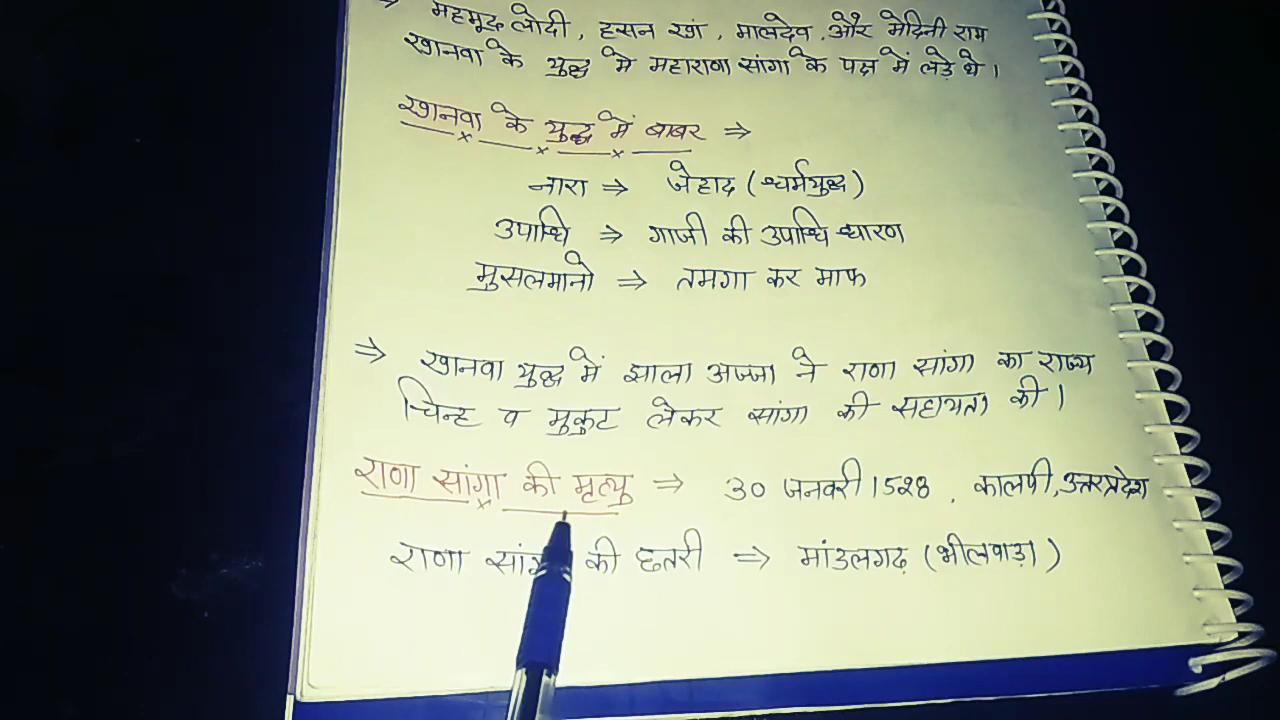 ⇒ महमूद लोदी, हसन खां, मालदेव, और मेदिनी राय
खानवा के युद्ध मे महाराणा सांगा के पक्ष में लडे़ थे।
खानवा के युद्ध में बाबर ⇒
नारा ⇒ जेहाद (धर्मयुद्ध)
उपाधि ⇒ गाजी की उपाधि धारण
मुसलमानो ⇒ तमगा कर माफ
⇒ खानवा युद्ध में झाला अज्जा ने राणा सांगा का राज्य
चिन्ह व मुकुट लेकर सांगा की सहायता की।
राणा सांगा की मृत्यु ⇒ 30 जनवरी 1528, कालपी, उत्तरप्रदेश
राणा सांगा की छतरी ⇒ मांडलगढ़ (भीलवाडा)